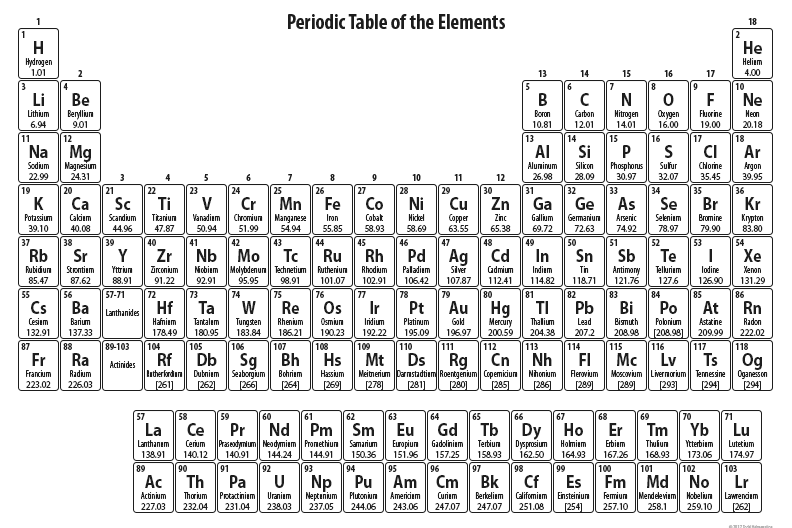 Periodic Table of the Elements
1 18
1 2
H He
Hydrogen Helium
1.01 4.00
2 13 14 15 16 17
3 4 5 6 7 8 9 10
Li Be B C N O F Ne
Lithium Beryllium Boron Carbon Nitrogen Oxygen Fluorine Neon
6.94 9.01 10.81 12.01 14.01 16.00 19.00 20.18
11 12 13 14 15 16 17 18
Na Mg Al Si P S Cl Ar
Sodium Magnesium Aluminum Silicon Phosphorus Sulfur Chlorine Argon
22.99 24.31 26.98 28.09 30.97 32.07 35.45 39.95
3 4 5 6 7 8 9 10 11 12
19 20 21 22 23 24 25 26 27 28 29 30 31 32 33 34 35 36
K Ca Sc Ti V Cr Mn Fe Co Ni Cu Zn Ga Ge As Se Br Kr
Potassium Calcium Scandium Titanium Vanadium Chromium Manganese Iron Cobalt Nickel Copper Zinc Gallium Germanium Arsenic Selenium Bromine Krypton
39.10 40.08 44.96 47.87 50.94 51.99 54.94 55.85 58.93 58.69 63.55 65.38 69.72 72.63 74.92 78.97 79.90 83.80
37 38 39 40 41 42 43 44 45 46 47 48 49 50 51 52 53 54
Rb Sr Y Zr Nb Mo Tc Ru Rh Pd Ag Cd In Sn Sb Te I Xe
Rubidium Strontium Yttrium Zirconium Niobium Molybdenum Technetium Ruthenium Rhodium Palladium Silver Cadmium Indium Tin Antimony Tellurium Iodine Xenon
85.47 87.62 88.91 91.22 92.91 95.95 98.91 101.07 102.91 106.42 107.87 112.41 114.82 118.71 121.76 127.6 126.90 131.29
55 56 57-71 72 73 74 75 76 77 78 79 80 81 82 83 84 85 86
Cs Ba Lanthanides Hf Ta W Re Os Ir Pt Au Hg Tl Pb Bi Po At Rn
Cesium Barium Hafnium Tantalum Tungsten Rhenium Osmium Iridium Platinum Gold Mercury Thallium Lead Bismuth Polonium Astatine Radon
132.91 137.33 178.49 180.95 183.84 186.21 190.23 192.22 195.09 196.97 200.59 204.38 207.2 208.98 [208.98] 209.99 222.02
87 88 89-103 104 105 106 107 108 109 110 111 112 113 114 115 116 117 118
Fr Ra Actinides Rf Db Sg Bh Hs Mt Ds Rg Cn Nh Fl Mc Lv Ts Og
Francium Radium Rutherfordium Dubnium Seaborgium Bohrium Hassium Meitnerium Darmstadtium Roentgenium Copernicium Nihonium Flerovium Moscovium Livermorium Tennessine Oganesson
223.02 226.03 [261] [262] [266] [264] [269] [278] [281] [280] [285] [286] [289] [289] [293] [294] [294]
57 58 59 60 61 62 63 64 65 66 67 68 69 70 71
La Ce Pr Nd Pm Sm Eu Gd Tb Dy Ho Er Tm Yb Lu
Lanthanum Cerium Praseodymium Neodymium Promethium Samarium Europium Gadolinium Terbium Dysprosium Holmium Erbium Thulium Ytterbium Lutetium
138.91 140.12 140.91 144.24 144.91 150.36 151.96 157.25 158.93 162.50 164.93 167.26 168.93 173.06 174.97
89 90 91 92 93 94 95 96 97 98 99 100 101 102 103
Ac Th Pa U Np Pu Am Cm Bk Cf Es Fm Md No Lr
Actinium Thorium Protactinium Uranium Neptunium Plutonium Americium Curium Berkelium Californium Einsteinium Fermium Mendelevium Nobelium Lawrencium
227.03 232.04 231.04 238.03 237.05 244.06 243.06 247.07 247.07 251.08 [254] 257.10 258.1 259.10 [262]